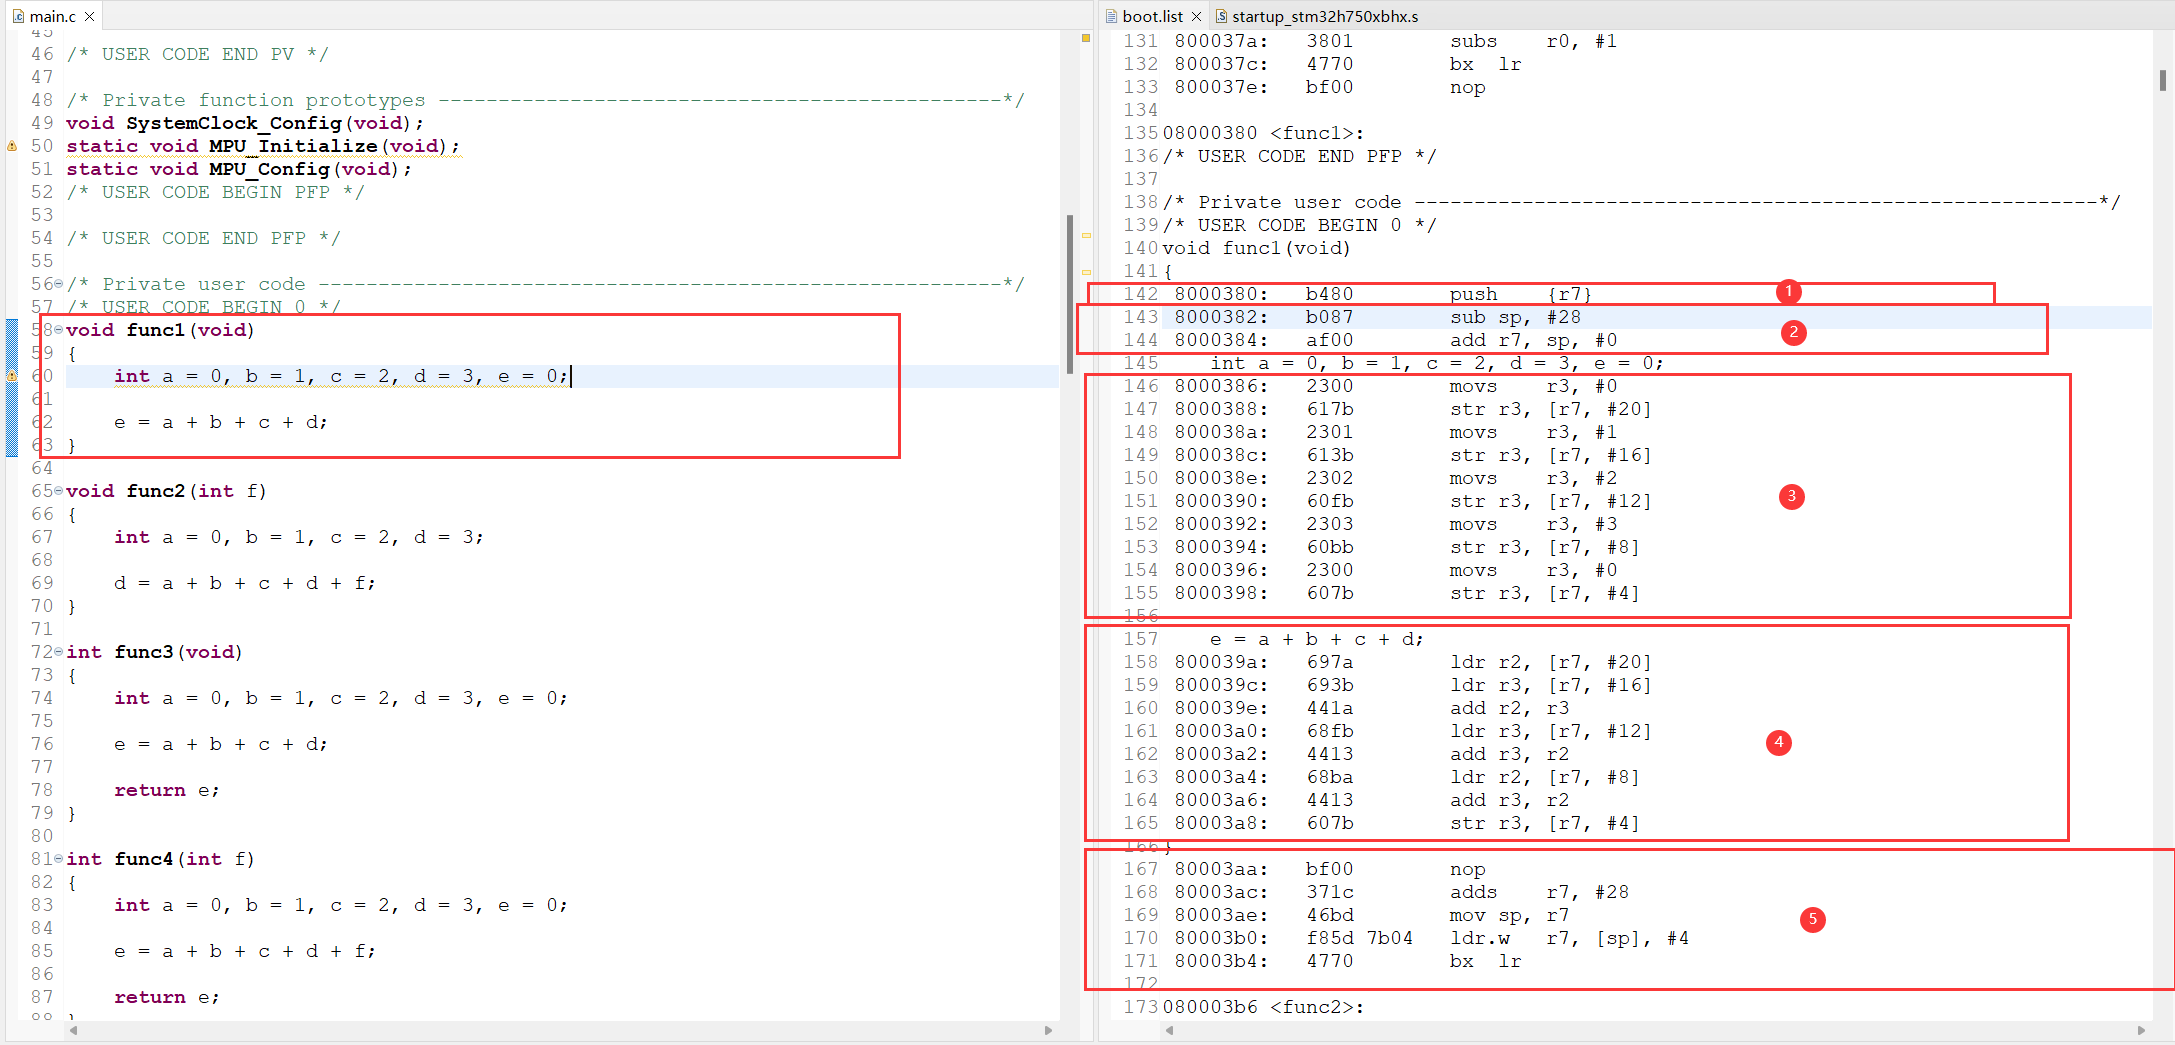 main.c
45
46 /* USER CODE END PV */
47
48 /* Private function prototypes -----------------------------------------------*/
49 void SystemClock_Config(void);
50 static void MPU_Initialize(void);
51 static void MPU_Config(void);
52 /* USER CODE BEGIN PFP */
53
54 /* USER CODE END PFP */
55
56 /* Private user code ---------------------------------------------------------*/
57 /* USER CODE BEGIN 0 */
58 void func1(void)
59 {
60     int a = 0, b = 1, c = 2, d = 3, e = 0;
61
62     e = a + b + c + d;
63 }
64
65 void func2(int f)
66 {
67     int a = 0, b = 1, c = 2, d = 3;
68
69     d = a + b + c + d + f;
70 }
71
72 int func3(void)
73 {
74     int a = 0, b = 1, c = 2, d = 3, e = 0;
75
76     e = a + b + c + d;
77
78     return e;
79 }
80
81 int func4(int f)
82 {
83     int a = 0, b = 1, c = 2, d = 3, e = 0;
84
85     e = a + b + c + d + f;
86
87     return e;
88 }
boot.list startup_stm32h750xbhx.s
131 800037a: 3801 subs r0, #1
132 800037c: 4770 bx lr
133 800037e: bf00 nop
134
135 08000380 <func1>:
136 /* USER CODE END PFP */
137
138 /* Private user code ---------------------------------------------------------*/
139 /* USER CODE BEGIN 0 */
140 void func1(void)
141 {
142 8000380: b480 push {r7} 1
143 8000382: b087 sub sp, #28
144 8000384: af00 add r7, sp, #0 2
145     int a = 0, b = 1, c = 2, d = 3, e = 0;
146 8000386: 2300 movs r3, #0
147 8000388: 617b str r3, [r7, #20]
148 800038a: 2301 movs r3, #1
149 800038c: 613b str r3, [r7, #16]
150 800038e: 2302 movs r3, #2
151 8000390: 60fb str r3, [r7, #12] 3
152 8000392: 2303 movs r3, #3
153 8000394: 60bb str r3, [r7, #8]
154 8000396: 2300 movs r3, #0
155 8000398: 607b str r3, [r7, #4]
156
157     e = a + b + c + d;
158 800039a: 697a ldr r2, [r7, #20]
159 800039c: 693b ldr r3, [r7, #16]
160 800039e: 441a add r2, r3
161 80003a0: 68fb ldr r3, [r7, #12]
162 80003a2: 4413 add r3, r2 4
163 80003a4: 68ba ldr r2, [r7, #8]
164 80003a6: 4413 add r3, r2
165 80003a8: 607b str r3, [r7, #4]
166 }
167 80003aa: bf00 nop
168 80003ac: 371c adds r7, #28
169 80003ae: 46bd mov sp, r7 5
170 80003b0: f85d 7b04 ldr.w r7, [sp], #4
171 80003b4: 4770 bx lr
172
173 080003b6 <func2>: